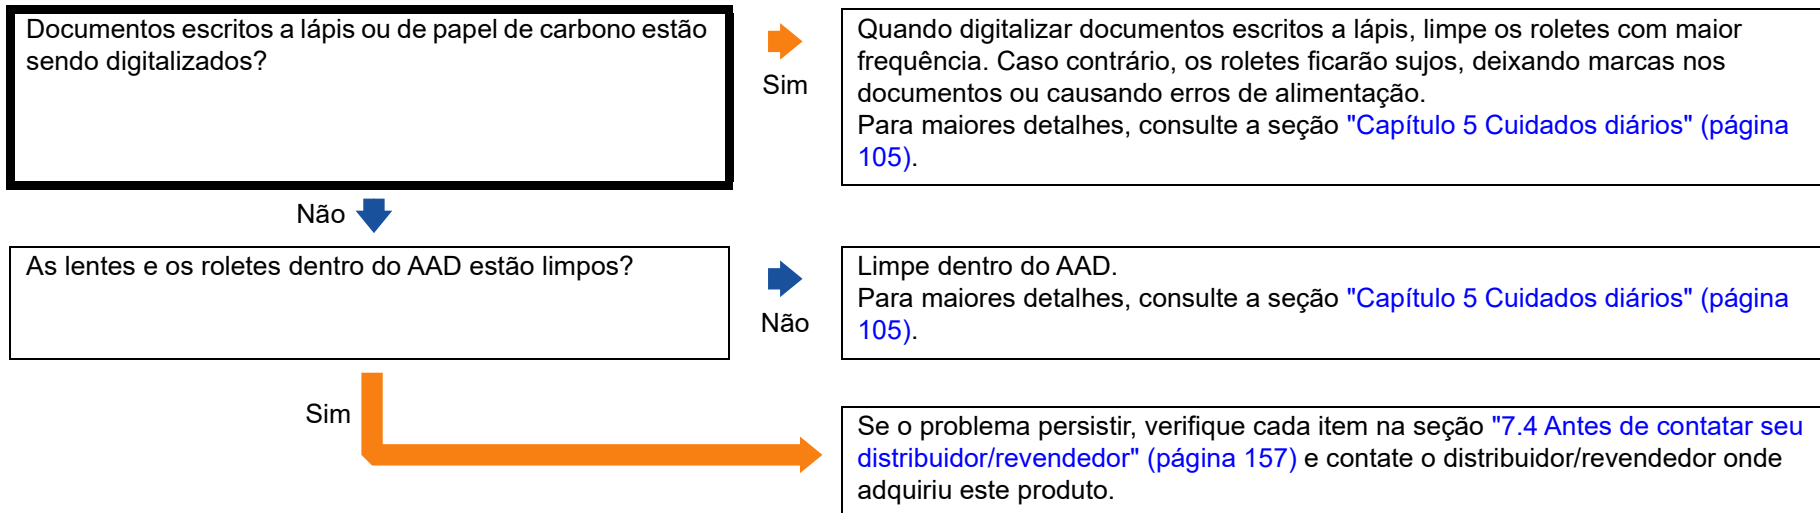 Documentos escritos a lápis ou de papel de carbono estão
sendo digitalizados?
Sim
Quando digitalizar documentos escritos a lápis, limpe os roletes com maior
frequência. Caso contrário, os roletes ficarão sujos, deixando marcas nos
documentos ou causando erros de alimentação.
Para maiores detalhes, consulte a seção "Capítulo 5 Cuidados diários" (página
105).
Não
As lentes e os roletes dentro do AAD estão limpos?
Não
Limpe dentro do AAD.
Para maiores detalhes, consulte a seção "Capítulo 5 Cuidados diários" (página
105).
Sim
Se o problema persistir, verifique cada item na seção "7.4 Antes de contatar seu
distribuidor/revendedor" (página 157) e contate o distribuidor/revendedor onde
adquiriu este produto.